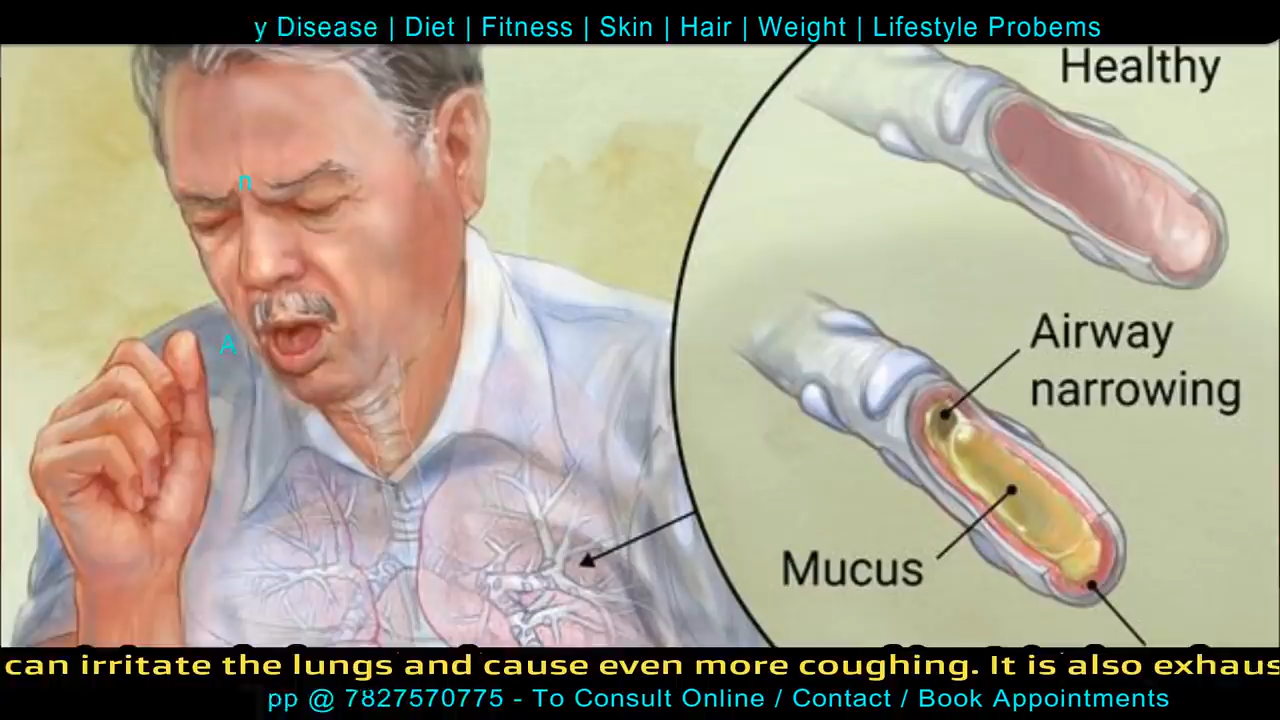 y Disease | Diet | Fitness | Skin | Hair | Weight | Lifestyle Probems
Healthy
n
A
Airway
narrowing
Mucus
can irritate the lungs and cause even more coughing. It is also exhaus
pp @ 7827570775 - To Consult Online / Contact / Book Appointments